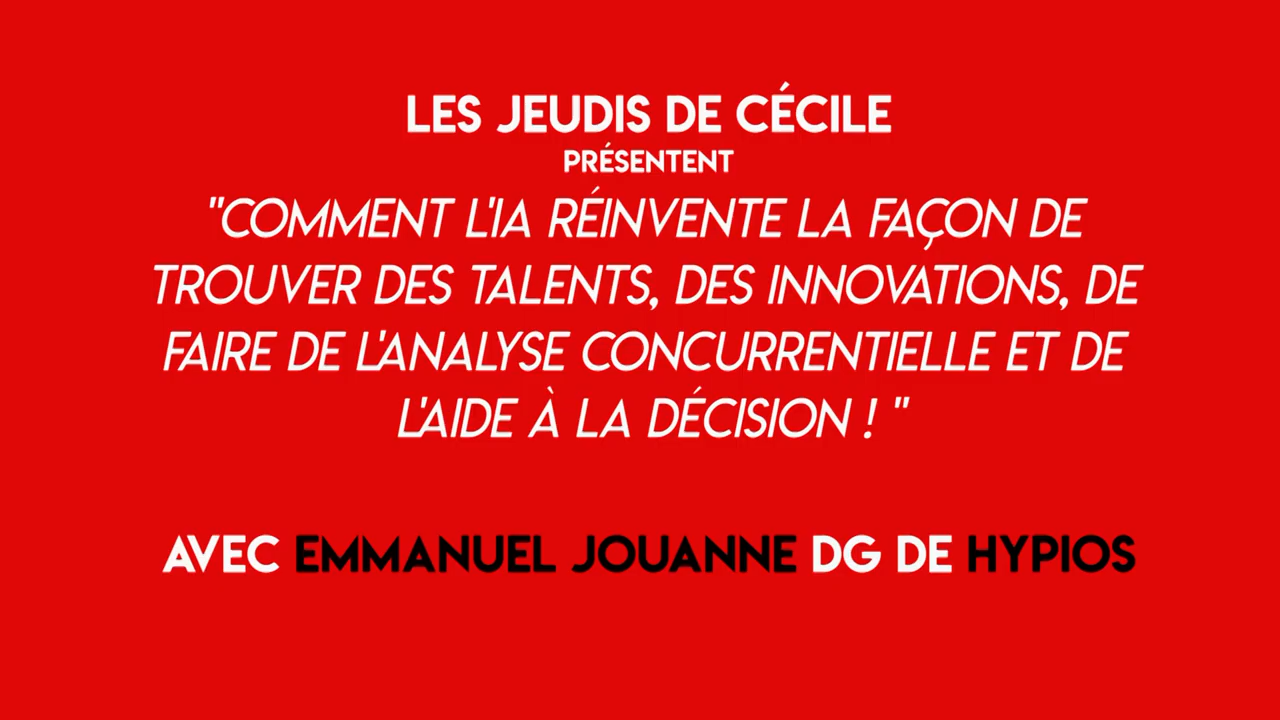 LES JEUDIS DE CÉCILE
PRÉSENTENT
"COMMENT L'IA RÉINVENTE LA FAÇON DE
TROUVER DES TALENTS, DES INNOVATIONS, DE
FAIRE DE L'ANALYSE CONCURRENTIELLE ET DE
L'AIDE À LA DÉCISION ! "
AVEC EMMANUEL JOUANNE DG DE HYPIOS